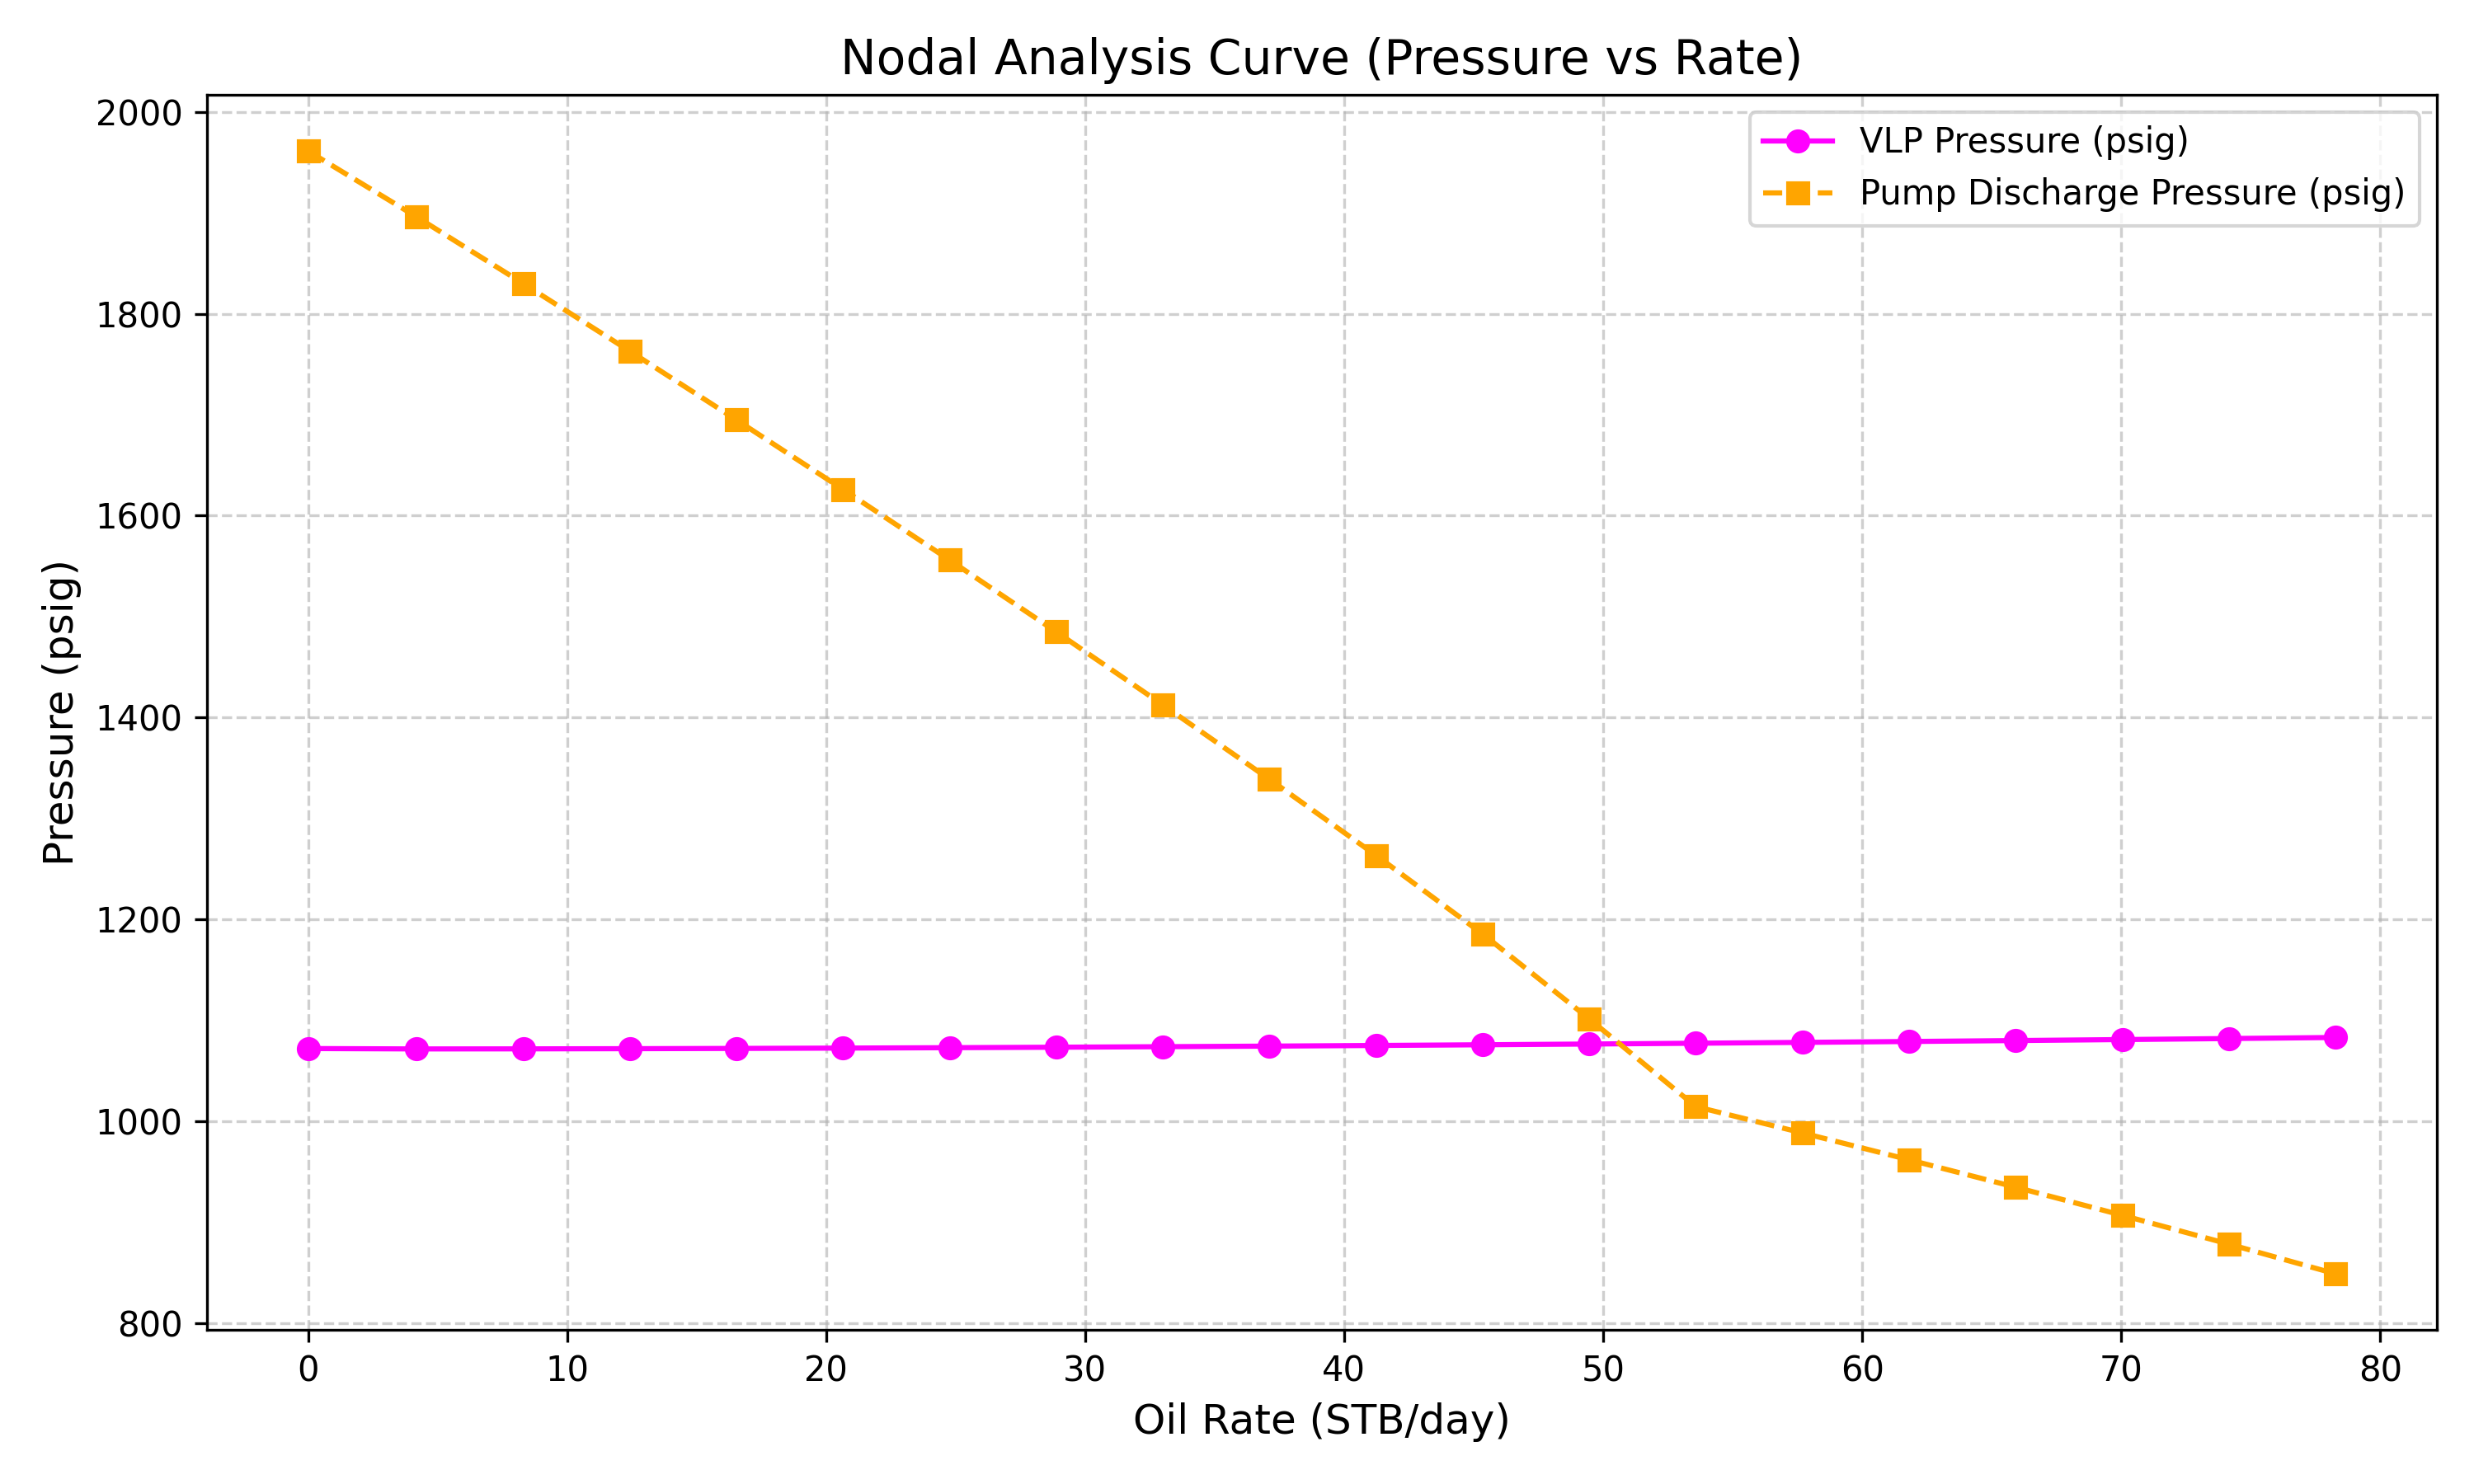 Nodal Analysis Curve (Pressure vs Rate)
VLP Pressure (psig)
Pump Discharge Pressure (psig)
Pressure (psig)
2000
1800
1600
1400
1200
1000
800
0 10 20 30 40 50 60 70 80
Oil Rate (STB/day)